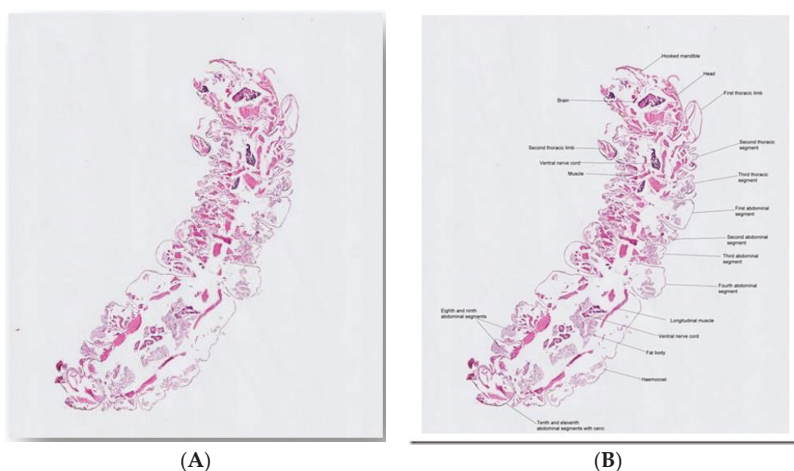 Hooked mandible
Head
Brain
First thoracic limb
Second thoracic limb
Second thoracic
segment
Ventral nerve cord
Muscle
Third thoracic
segment
First abdominal
segment
Second abdominal
segment
Third abdominal
segment
Fourth abdominal
segment
Eighth and ninth
abdominal segments
Longitudinal muscle
Ventral nerve cord
Fat body
Haemocoel
Tenth and eleventh
abdominal segments with cerci
(A)
(B)